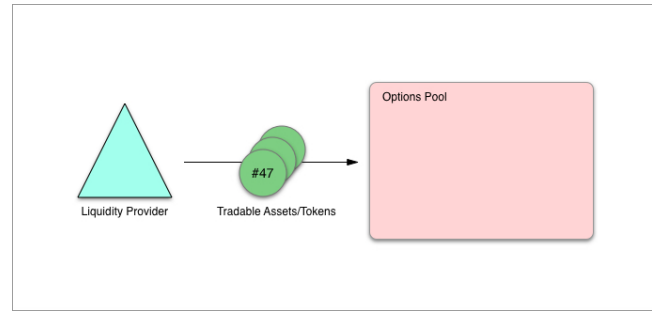 Options Pool
#47
Liquidity Provider
Tradable Assets/Tokens